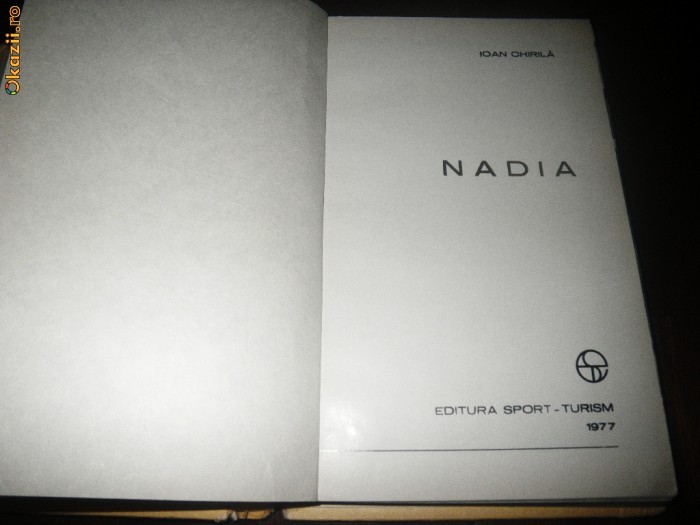 Okazii.ro
IOAN CHIRILĂ
NADIA
EDITURA SPORT-TURISM
1977